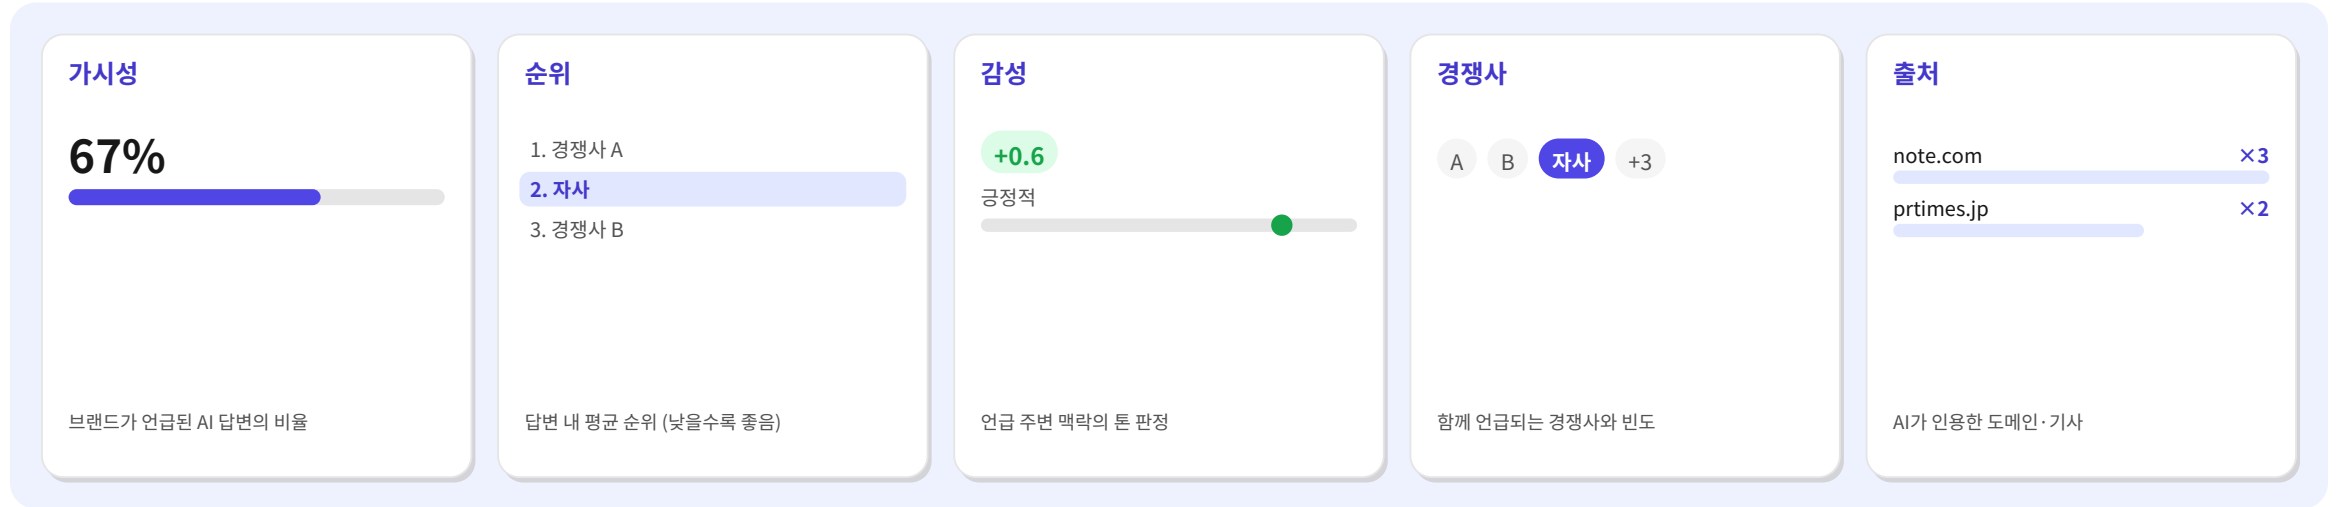 가시성
67%
브랜드가 언급된 AI 답변의 비율
순위
1. 경쟁사 A
2. 자사
3. 경쟁사 B
답변 내 평균 순위 (낮을수록 좋음)
감성
+0.6
긍정적
언급 주변 맥락의 톤 판정
경쟁사
A B 자사 +3
함께 언급되는 경쟁사와 빈도
출처
note.com ×3
prtimes.jp ×2
AI가 인용한 도메인·기사